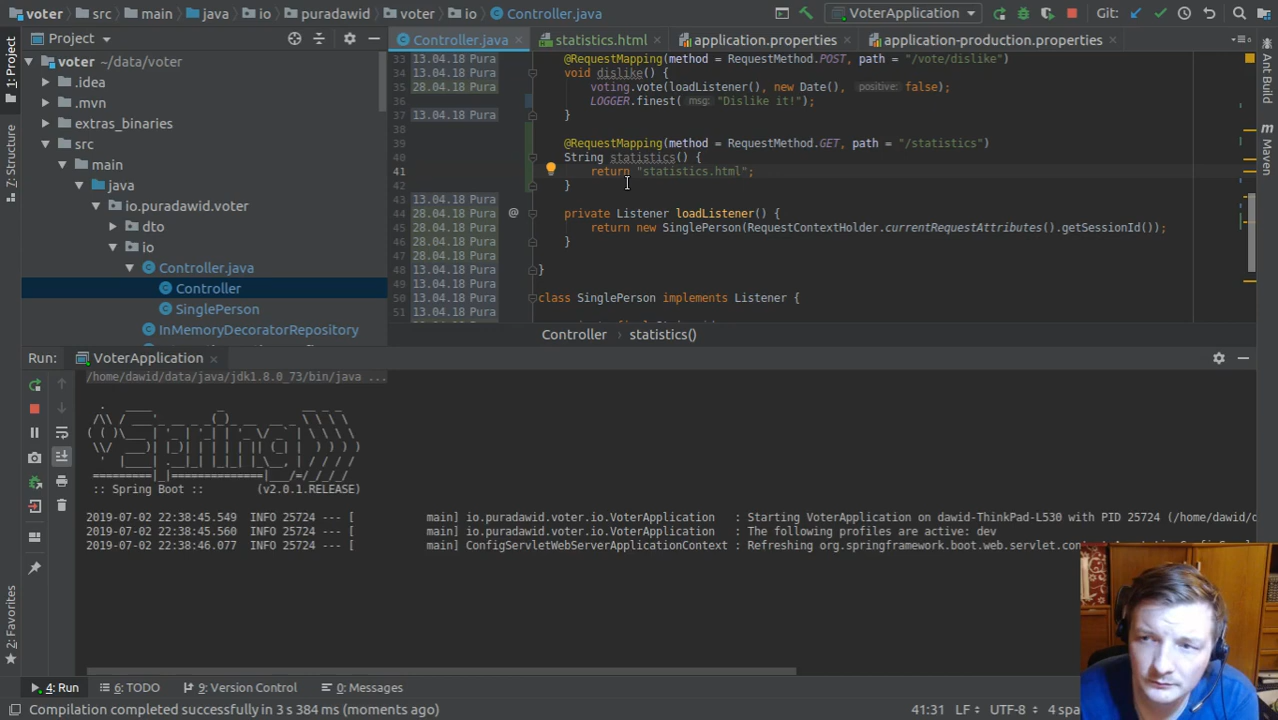 voter src main java io puradawid voter io Controller.java VoterApplication Git:
1: Project
7: Structure
2: Favorites
Ant Build
Maven
Project
voter ~/data/voter
.idea
.mvn
extras_binaries
src
main
java
io.puradawid.voter
dto
io
Controller.java
Controller
SinglePerson
InMemoryDecoratorRepository
Controller.java statistics.html application.properties application-production.properties
33 13.04.18 Pura @RequestMapping(method = RequestMethod.POST, path = "/vote/dislike")
34 13.04.18 Pura void dislike() {
35 28.04.18 Pura voting.vote(loadListener(), new Date(), positive: false);
36 LOGGER.finest( msg: "Dislike it!");
37 13.04.18 Pura }
38
39 @RequestMapping(method = RequestMethod.GET, path = "/statistics")
40 String statistics() {
41 return "statistics.html";
42 }
43 13.04.18 Pura
44 28.04.18 Pura @ private Listener loadListener() {
45 28.04.18 Pura return new SinglePerson(RequestContextHolder.currentRequestAttributes().getSessionId());
46 28.04.18 Pura }
47 28.04.18 Pura
48 13.04.18 Pura }
49 13.04.18 Pura
50 13.04.18 Pura class SinglePerson implements Listener {
51 13.04.18 Pura
Controller statistics()
Run: VoterApplication
/home/dawid/data/java/jdk1.8.0_73/bin/java ...
:: Spring Boot :: (v2.0.1.RELEASE)
2019-07-02 22:38:45.549 INFO 25724 --- [ main] io.puradawid.voter.io.VoterApplication : Starting VoterApplication on dawid-ThinkPad-L530 with PID 25724 (/home/dawid/d
2019-07-02 22:38:45.560 INFO 25724 --- [ main] io.puradawid.voter.io.VoterApplication : The following profiles are active: dev
2019-07-02 22:38:46.077 INFO 25724 --- [ main] ConfigServletWebServerApplicationContext : Refreshing org.springframework.boot.web.servlet.
4: Run 6: TODO 9: Version Control 0: Messages
Compilation completed successfully in 3 s 384 ms (moments ago) 41:31 LF UTF-8 4 spa